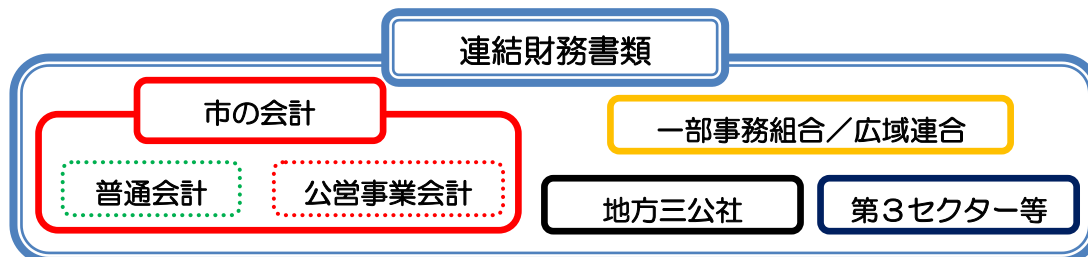 連結財務書類
市の会計
一部事務組合／広域連合
普通会計
公営事業会計
地方三公社
第３セクター等